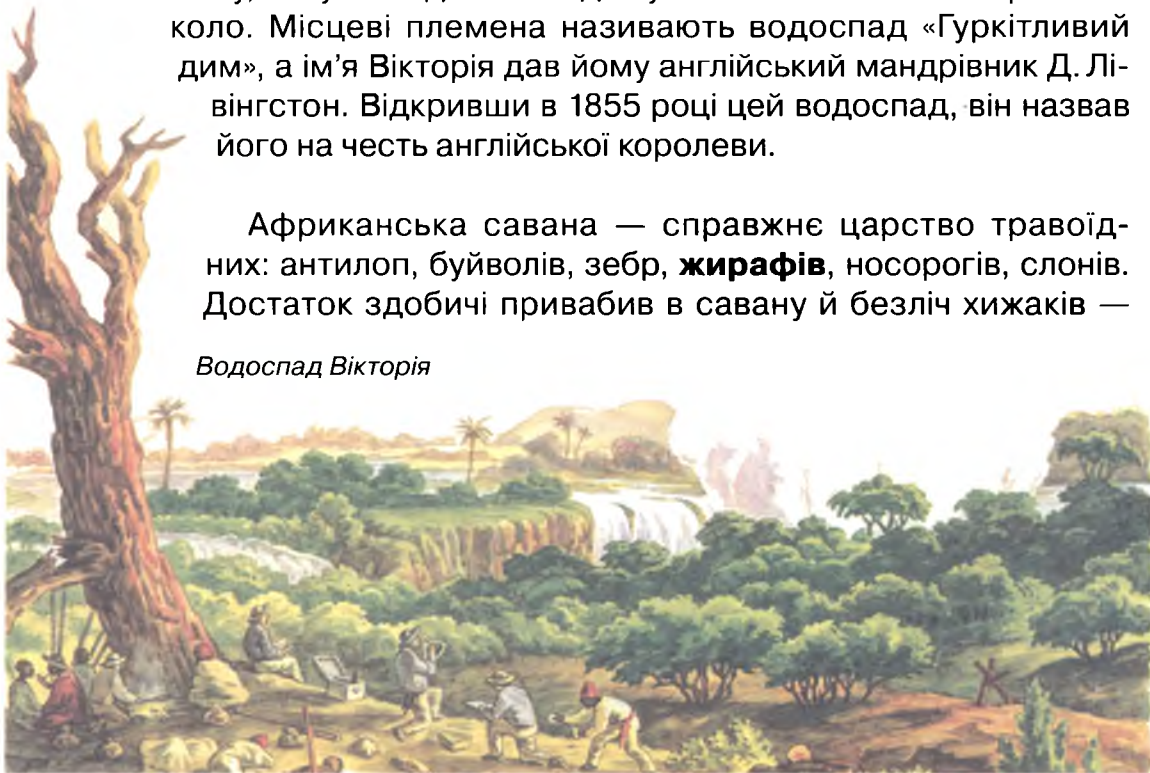 коло. Місцеві племена називають водоспад «Гуркітливий
дим», а ім’я Вікторія дав йому англійський мандрівник Д. Лі-
вінгстон. Відкривши в 1855 році цей водоспад, він назвав
його на честь англійської королеви.
Африканська савана — справжнє царство травоїд-
них: антилоп, буйволів, зебр, жирафів, носорогів, слонів.
Достаток здобичі привабив в савану й безліч хижаків —
Водоспад Вікторія